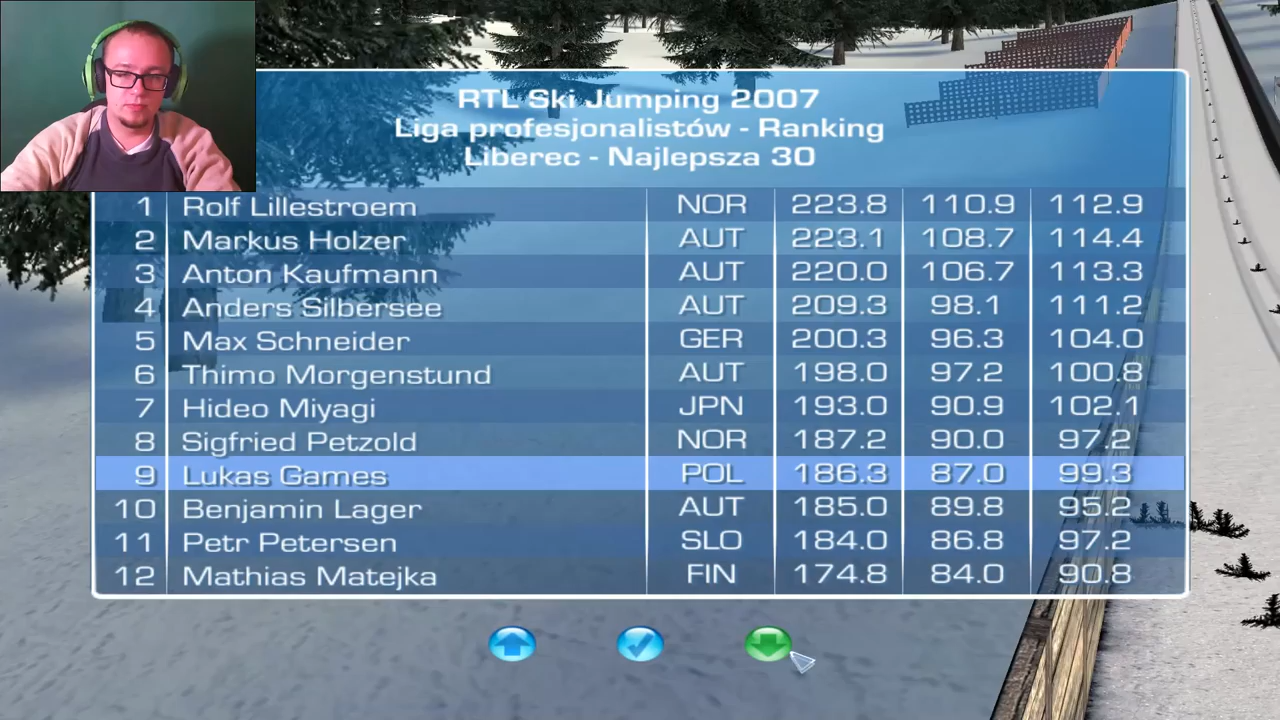 RTL Ski Jumping 2007
Liga profesjonalistów - Ranking
Liberec - Najlepsza 30
1 Rolf Lillestroem NOR 223.8 110.9 112.9
2 Markus Holzer AUT 223.1 108.7 114.4
3 Anton Kaufmann AUT 220.0 106.7 113.3
4 Anders Silbersee AUT 209.3 98.1 111.2
5 Max Schneider GER 200.3 96.3 104.0
6 Thimo Morgenstund AUT 198.0 97.2 100.8
7 Hideo Miyagi JPN 193.0 90.9 102.1
8 Sigfried Petzold NOR 187.2 90.0 97.2
9 Lukas Games POL 186.3 87.0 99.3
10 Benjamin Lager AUT 185.0 89.8 95.2
11 Petr Petersen SLO 184.0 86.8 97.2
12 Mathias Matejka FIN 174.8 84.0 90.8